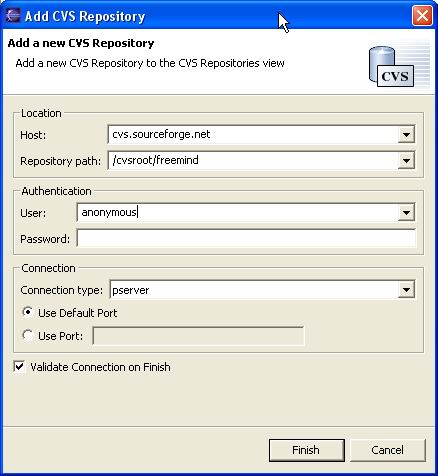 Add CVS Repository
Add a new CVS Repository
Add a new CVS Repository to the CVS Repositories view
CVS
Location
Host: cvs.sourceforge.net
Repository path: /cvsroot/freemind
Authentication
User: anonymous
Password:
Connection
Connection type: pserver
Use Default Port
Use Port:
Validate Connection on Finish
Finish Cancel